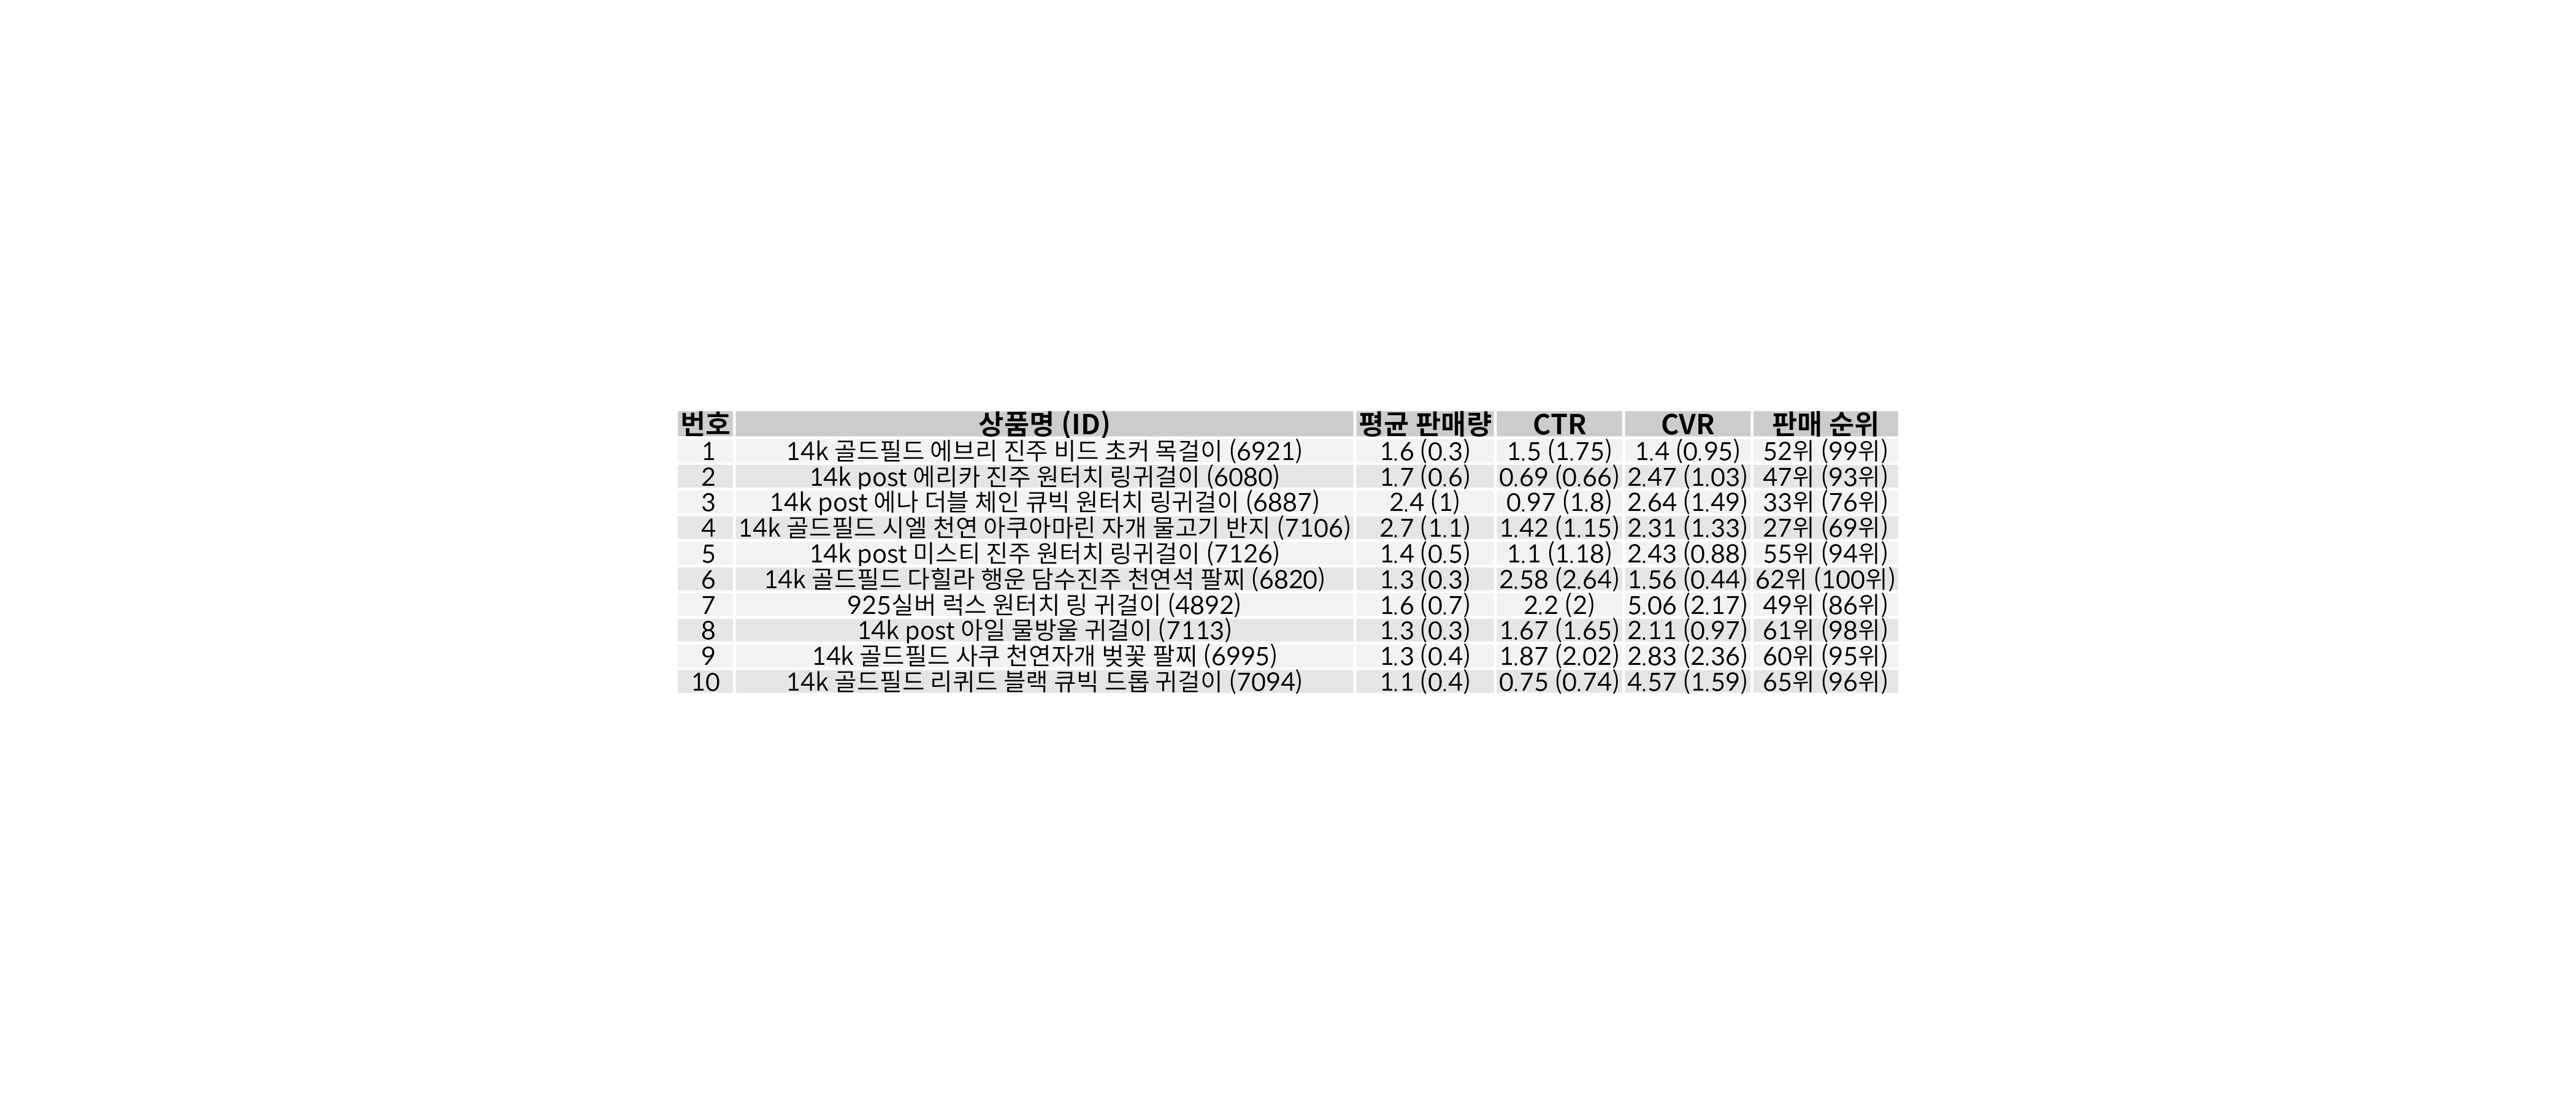 번호 상품명 (ID) 평균 판매량 CTR CVR 판매 순위
1 14k 골드필드 에브리 진주 비드 초커 목걸이 (6921) 1.6 (0.3) 1.5 (1.75) 1.4 (0.95) 52위 (99위)
2 14k post 에리카 진주 원터치 링귀걸이 (6080) 1.7 (0.6) 0.69 (0.66) 2.47 (1.03) 47위 (93위)
3 14k post 에나 더블 체인 큐빅 원터치 링귀걸이 (6887) 2.4 (1) 0.97 (1.8) 2.64 (1.49) 33위 (76위)
4 14k 골드필드 시엘 천연 아쿠아마린 자개 물고기 반지 (7106) 2.7 (1.1) 1.42 (1.15) 2.31 (1.33) 27위 (69위)
5 14k post 미스티 진주 원터치 링귀걸이 (7126) 1.4 (0.5) 1.1 (1.18) 2.43 (0.88) 55위 (94위)
6 14k 골드필드 다힐라 행운 담수진주 천연석 팔찌 (6820) 1.3 (0.3) 2.58 (2.64) 1.56 (0.44) 62위 (100위)
7 925실버 럭스 원터치 링 귀걸이 (4892) 1.6 (0.7) 2.2 (2) 5.06 (2.17) 49위 (86위)
8 14k post 아일 물방울 귀걸이 (7113) 1.3 (0.3) 1.67 (1.65) 2.11 (0.97) 61위 (98위)
9 14k 골드필드 사쿠 천연자개 벚꽃 팔찌 (6995) 1.3 (0.4) 1.87 (2.02) 2.83 (2.36) 60위 (95위)
10 14k 골드필드 리퀴드 블랙 큐빅 드롭 귀걸이 (7094) 1.1 (0.4) 0.75 (0.74) 4.57 (1.59) 65위 (96위)